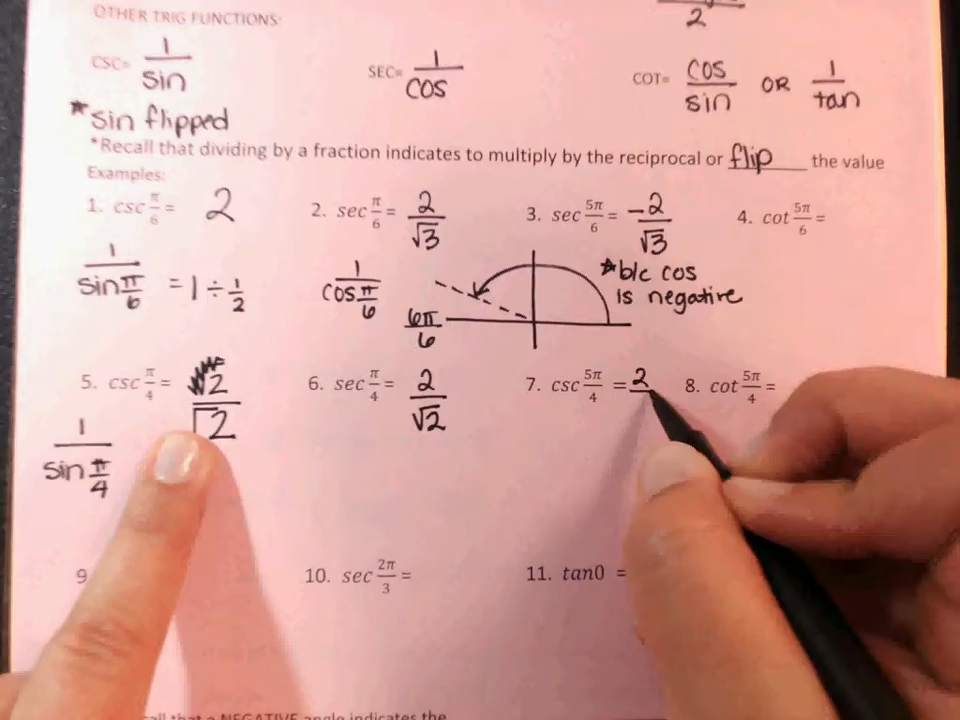 2
OTHER TRIG FUNCTIONS:
CSC= 1/sin SEC= 1/COS COT= COS/sin OR 1/tan
*sin flipped
*Recall that dividing by a fraction indicates to multiply by the reciprocal or flip the value
Examples:
1. csc π/6 = 2 2. sec π/6 = 2/√3 3. sec 5π/6 = -2/√3 4. cot 5π/6 =
1/sin π/6 = 1 ÷ 1/2 1/cos π/6 6π/6 *b/c cos
is negative
5. csc π/4 = 2/√2 6. sec π/4 = 2/√2 7. csc 5π/4 = 2 8. cot 5π/4 =
1/sin π/4
9 10. sec 2π/3 = 11. tan0 =
a NEGATIVE angle indicates the